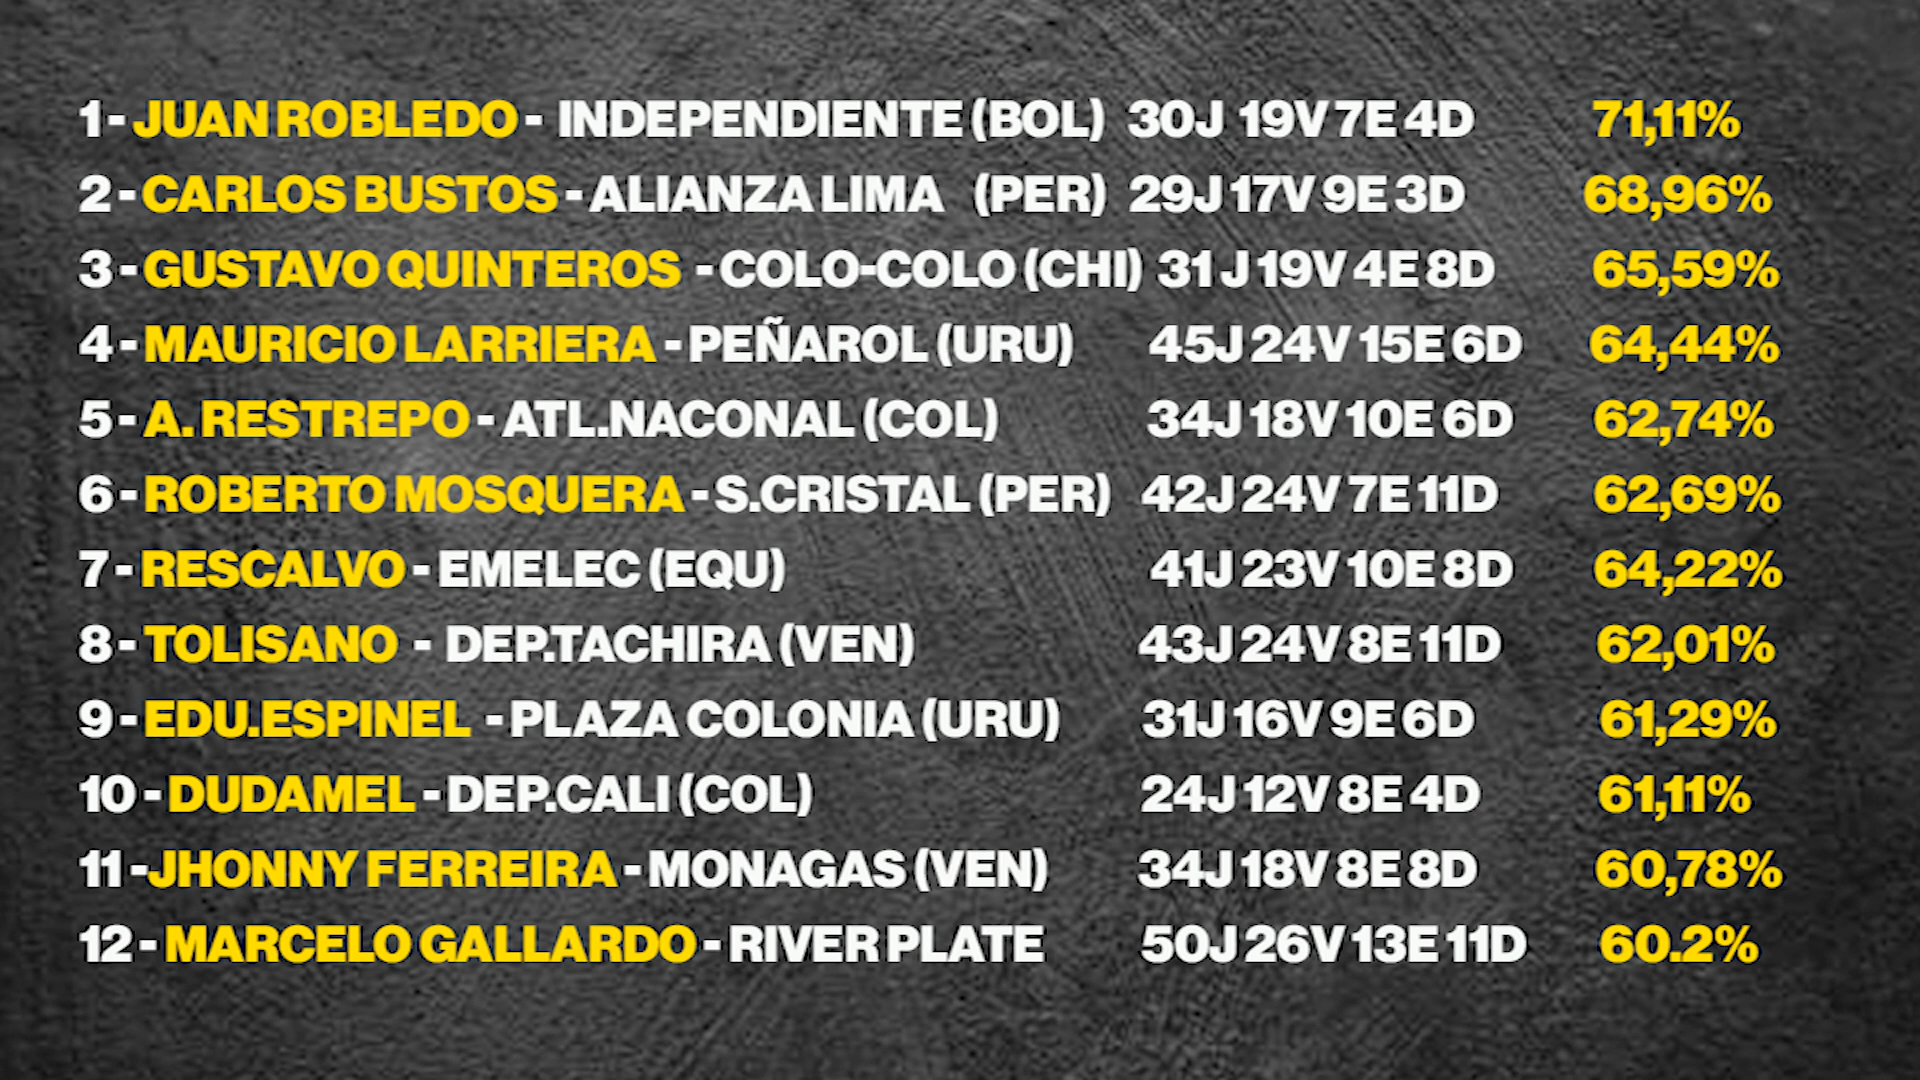 1 - JUAN ROBLEDO - INDEPENDIENTE (BOL) 30J 19V 7E 4D 71,11%
2 - CARLOS BUSTOS - ALIANZA LIMA (PER) 29J 17V 9E 3D 68,96%
3 - GUSTAVO QUINTEROS - COLO-COLO (CHI) 31 J 19V 4E 8D 65,59%
4 - MAURICIO LARRIERA - PEÑAROL (URU) 45J 24V 15E 6D 64,44%
5 - A. RESTREPO - ATL.NACONAL (COL) 34J 18V 10E 6D 62,74%
6 - ROBERTO MOSQUERA - S.CRISTAL (PER) 42J 24V 7E 11D 62,69%
7 - RESCALVO - EMELEC (EQU) 41J 23V 10E 8D 64,22%
8 - TOLISANO - DEP.TACHIRA (VEN) 43J 24V 8E 11D 62,01%
9 - EDU.ESPINEL - PLAZA COLONIA (URU) 31J 16V 9E 6D 61,29%
10 - DUDAMEL - DEP.CALI (COL) 24J 12V 8E 4D 61,11%
11 -JHONNY FERREIRA - MONAGAS (VEN) 34J 18V 8E 8D 60,78%
12 - MARCELO GALLARDO - RIVER PLATE 50J 26V 13E 11D 60.2%